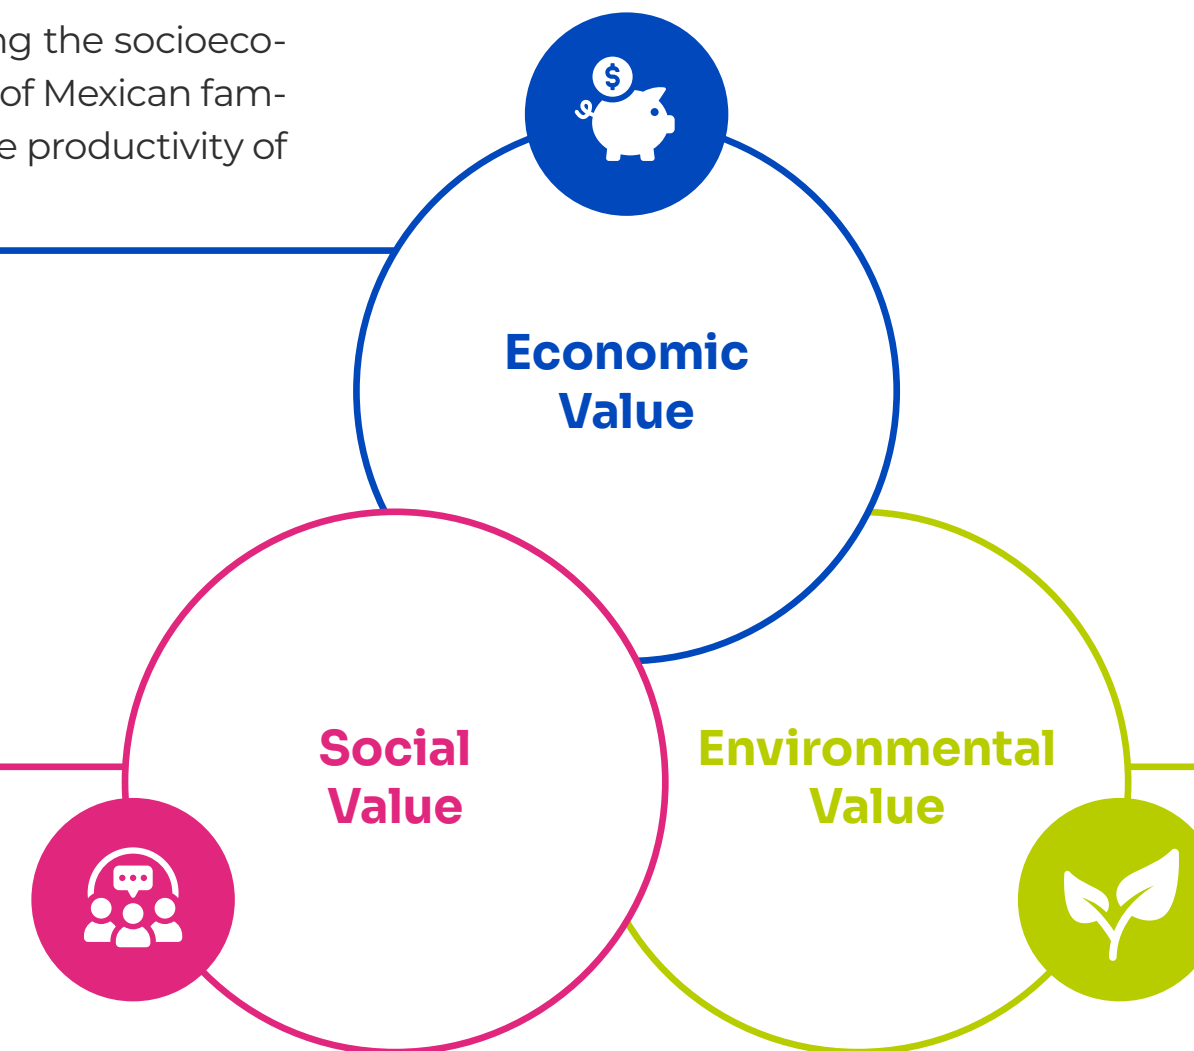 ng the socioeco-
of Mexican fam-
e productivity of
$
Economic
Value
Social
Value
Environmental
Value